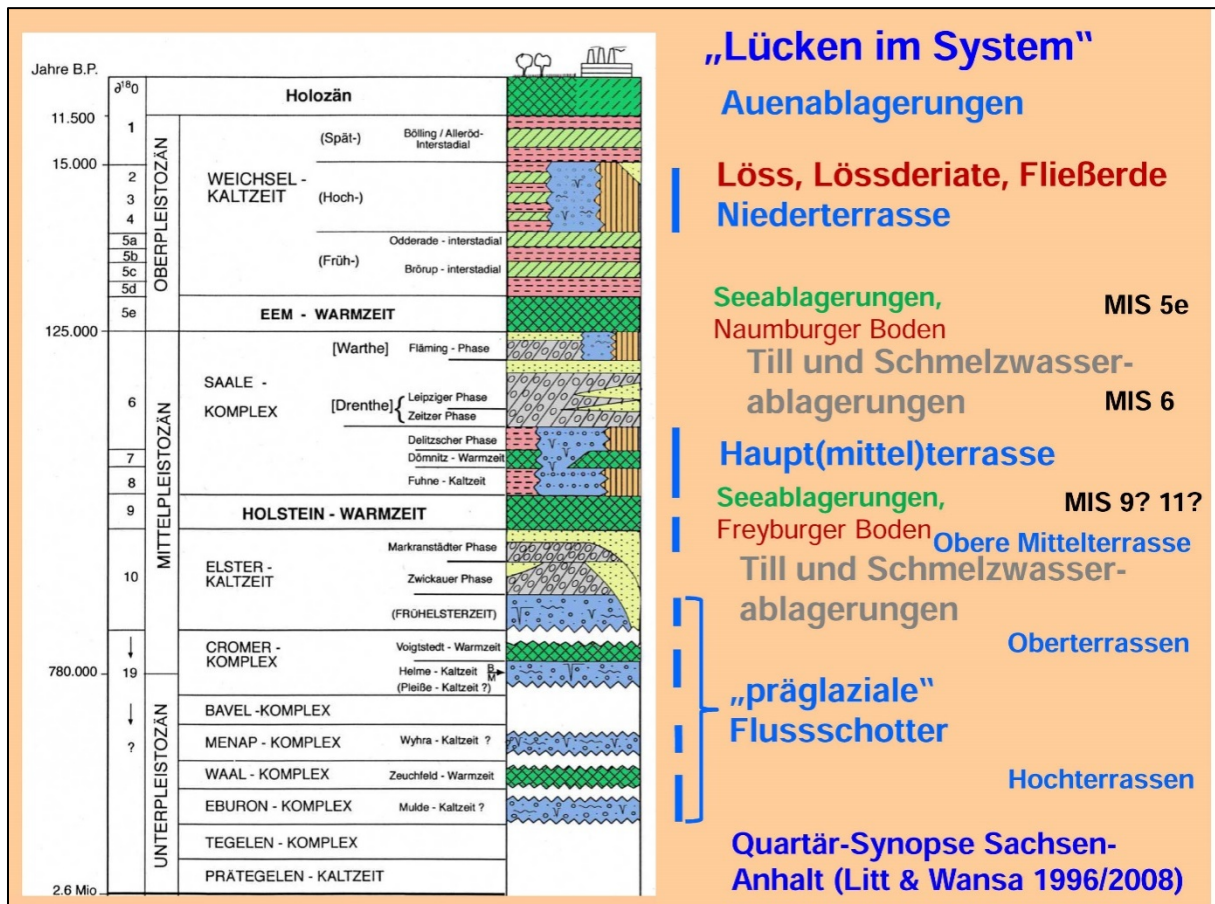 „Lücken im System“
Jahre B.P.
∂18O
Holozän
Auenablagerungen
11.500
1
OBERPLEISTOZÄN
(Spät-)
Bölling / Alleröd-
Interstadial
15.000
2
3
4
WEICHSEL-
KALTZEIT
(Hoch-)
Löss, Lössderiate, Fließerde
Niederterrasse
5a
5b
5c
5d
Odderade - interstadial
(Früh-)
Brörup - interstadial
5e
EEM - WARMZEIT
Seeablagerungen,
Naumburger Boden
MIS 5e
125.000
MITTELPLEISTOZÄN
[Warthe]
Fläming - Phase
Till und Schmelzwasser-
ablagerungen
MIS 6
6
SAALE -
KOMPLEX
[Drenthe] {
Leipziger Phase
Zeitzer Phase
Delitzscher Phase
7
Dömnitz - Warmzeit
8
Fuhne - Kaltzeit
Haupt(mittel)terrasse
9
HOLSTEIN - WARMZEIT
Seeablagerungen,
Freyburger Boden
MIS 9? 11?
Obere Mittelterrasse
10
ELSTER -
KALTZEIT
Markranstädter Phase
Zwickauer Phase
(FRÜHELSTERZEIT)
Till und Schmelzwasser-
ablagerungen
Oberterrassen
CROMER -
KOMPLEX
Voigtstedt - Warmzeit
780.000
19
Helme - Kaltzeit
B
M
(Pleiße - Kaltzeit ?)
„präglaziale“
Flussschotter
UNTERPLEISTOZÄN
?
BAVEL -KOMPLEX
MENAP - KOMPLEX
Wyhra - Kaltzeit ?
WAAL - KOMPLEX
Zeuchfeld - Warmzeit
Hochterrassen
EBURON - KOMPLEX
Mulde - Kaltzeit ?
TEGELEN - KOMPLEX
PRÄTEGELEN - KALTZEIT
2.6 Mio
Quartär-Synopse Sachsen-
Anhalt (Litt & Wansa 1996/2008)